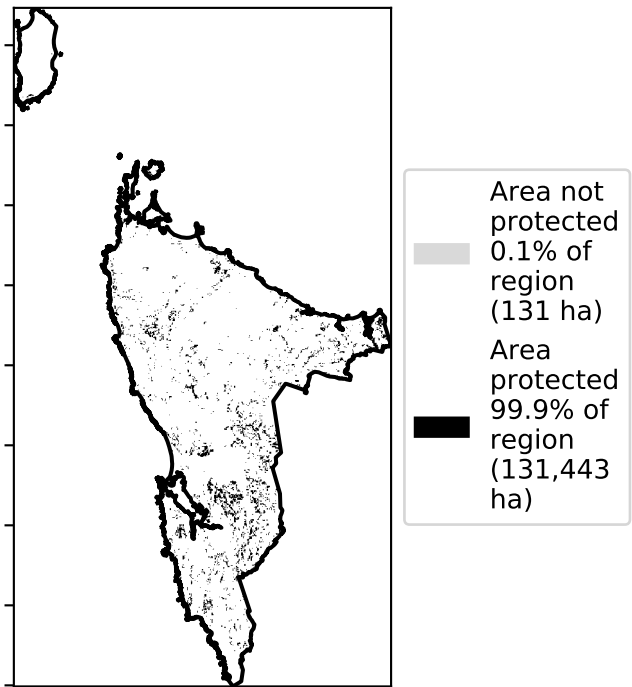 Area not
protected
0.1% of
region
(131 ha)
Area
protected
99.9% of
region
(131,443
ha)